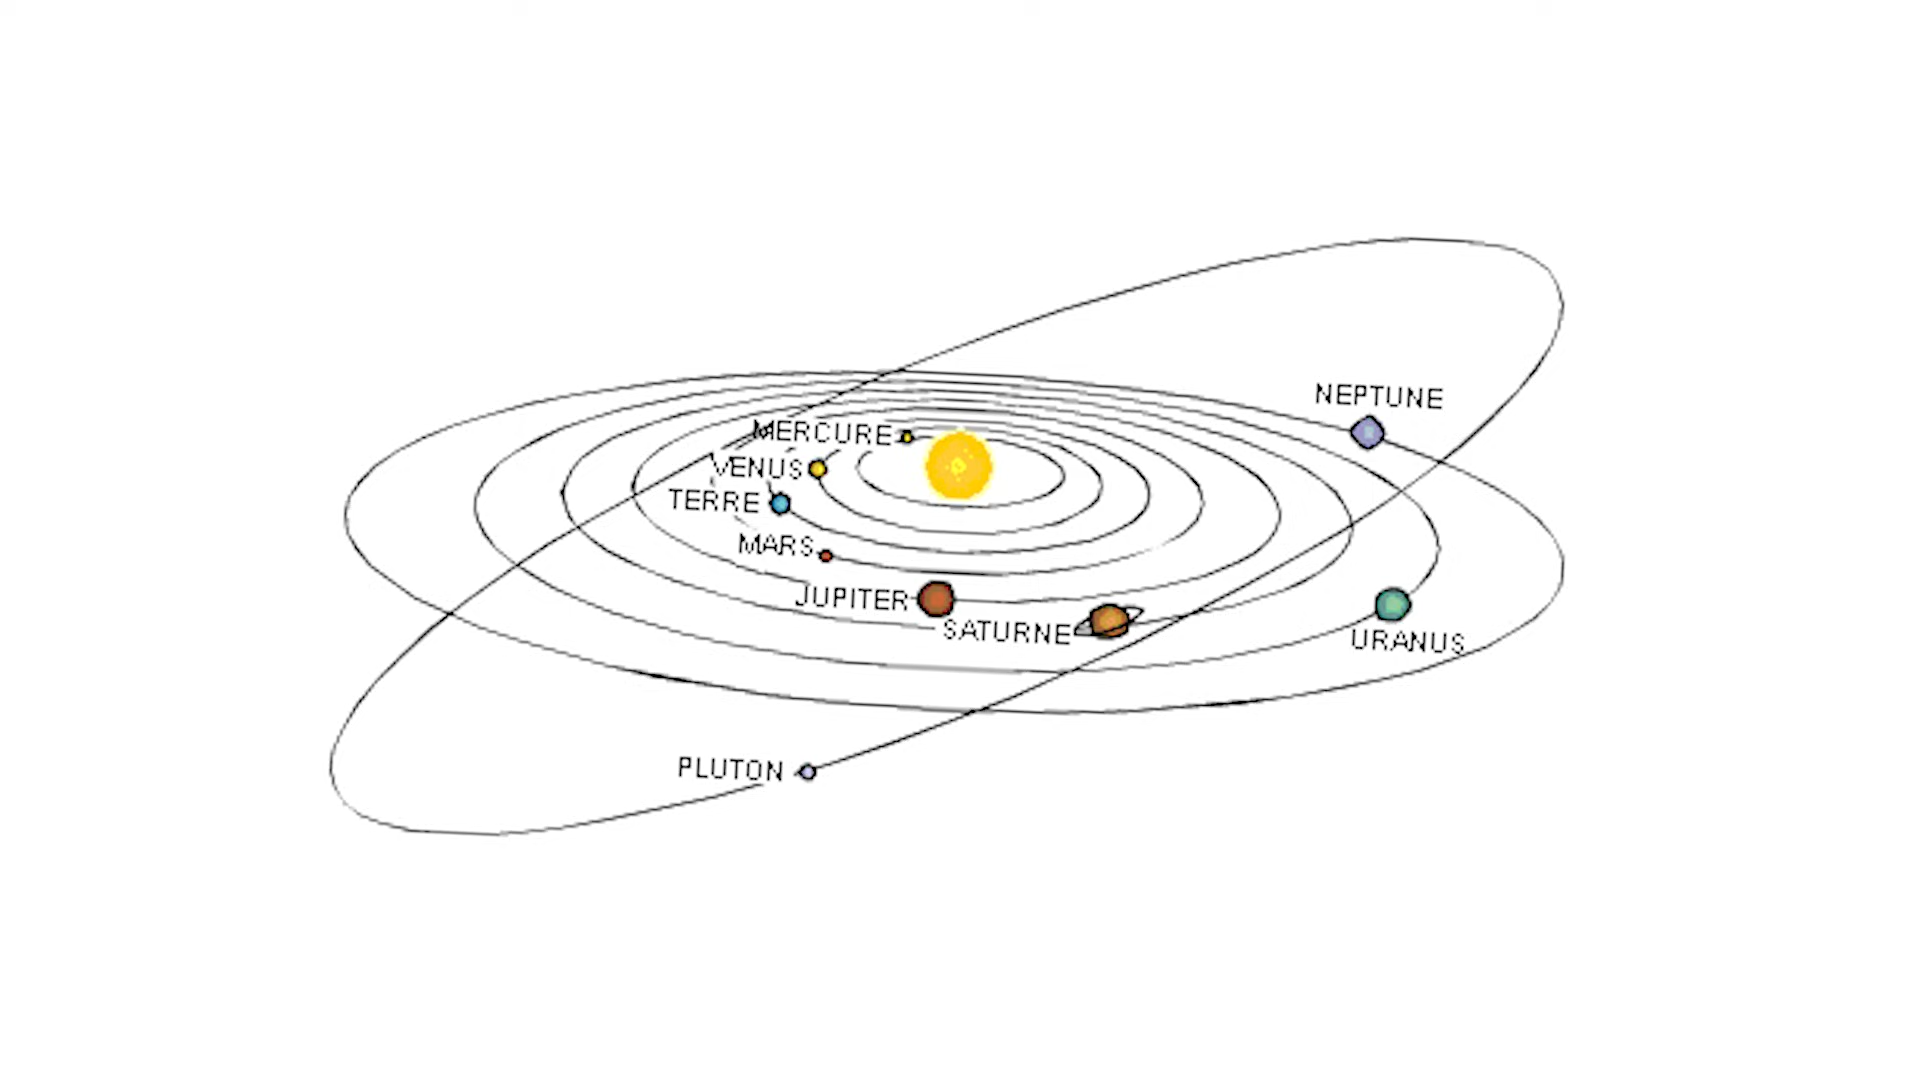 NEPTUNE
MERCURE
VENUS
TERRE
MARS
JUPITER
SATURNE
URANUS
PLUTON